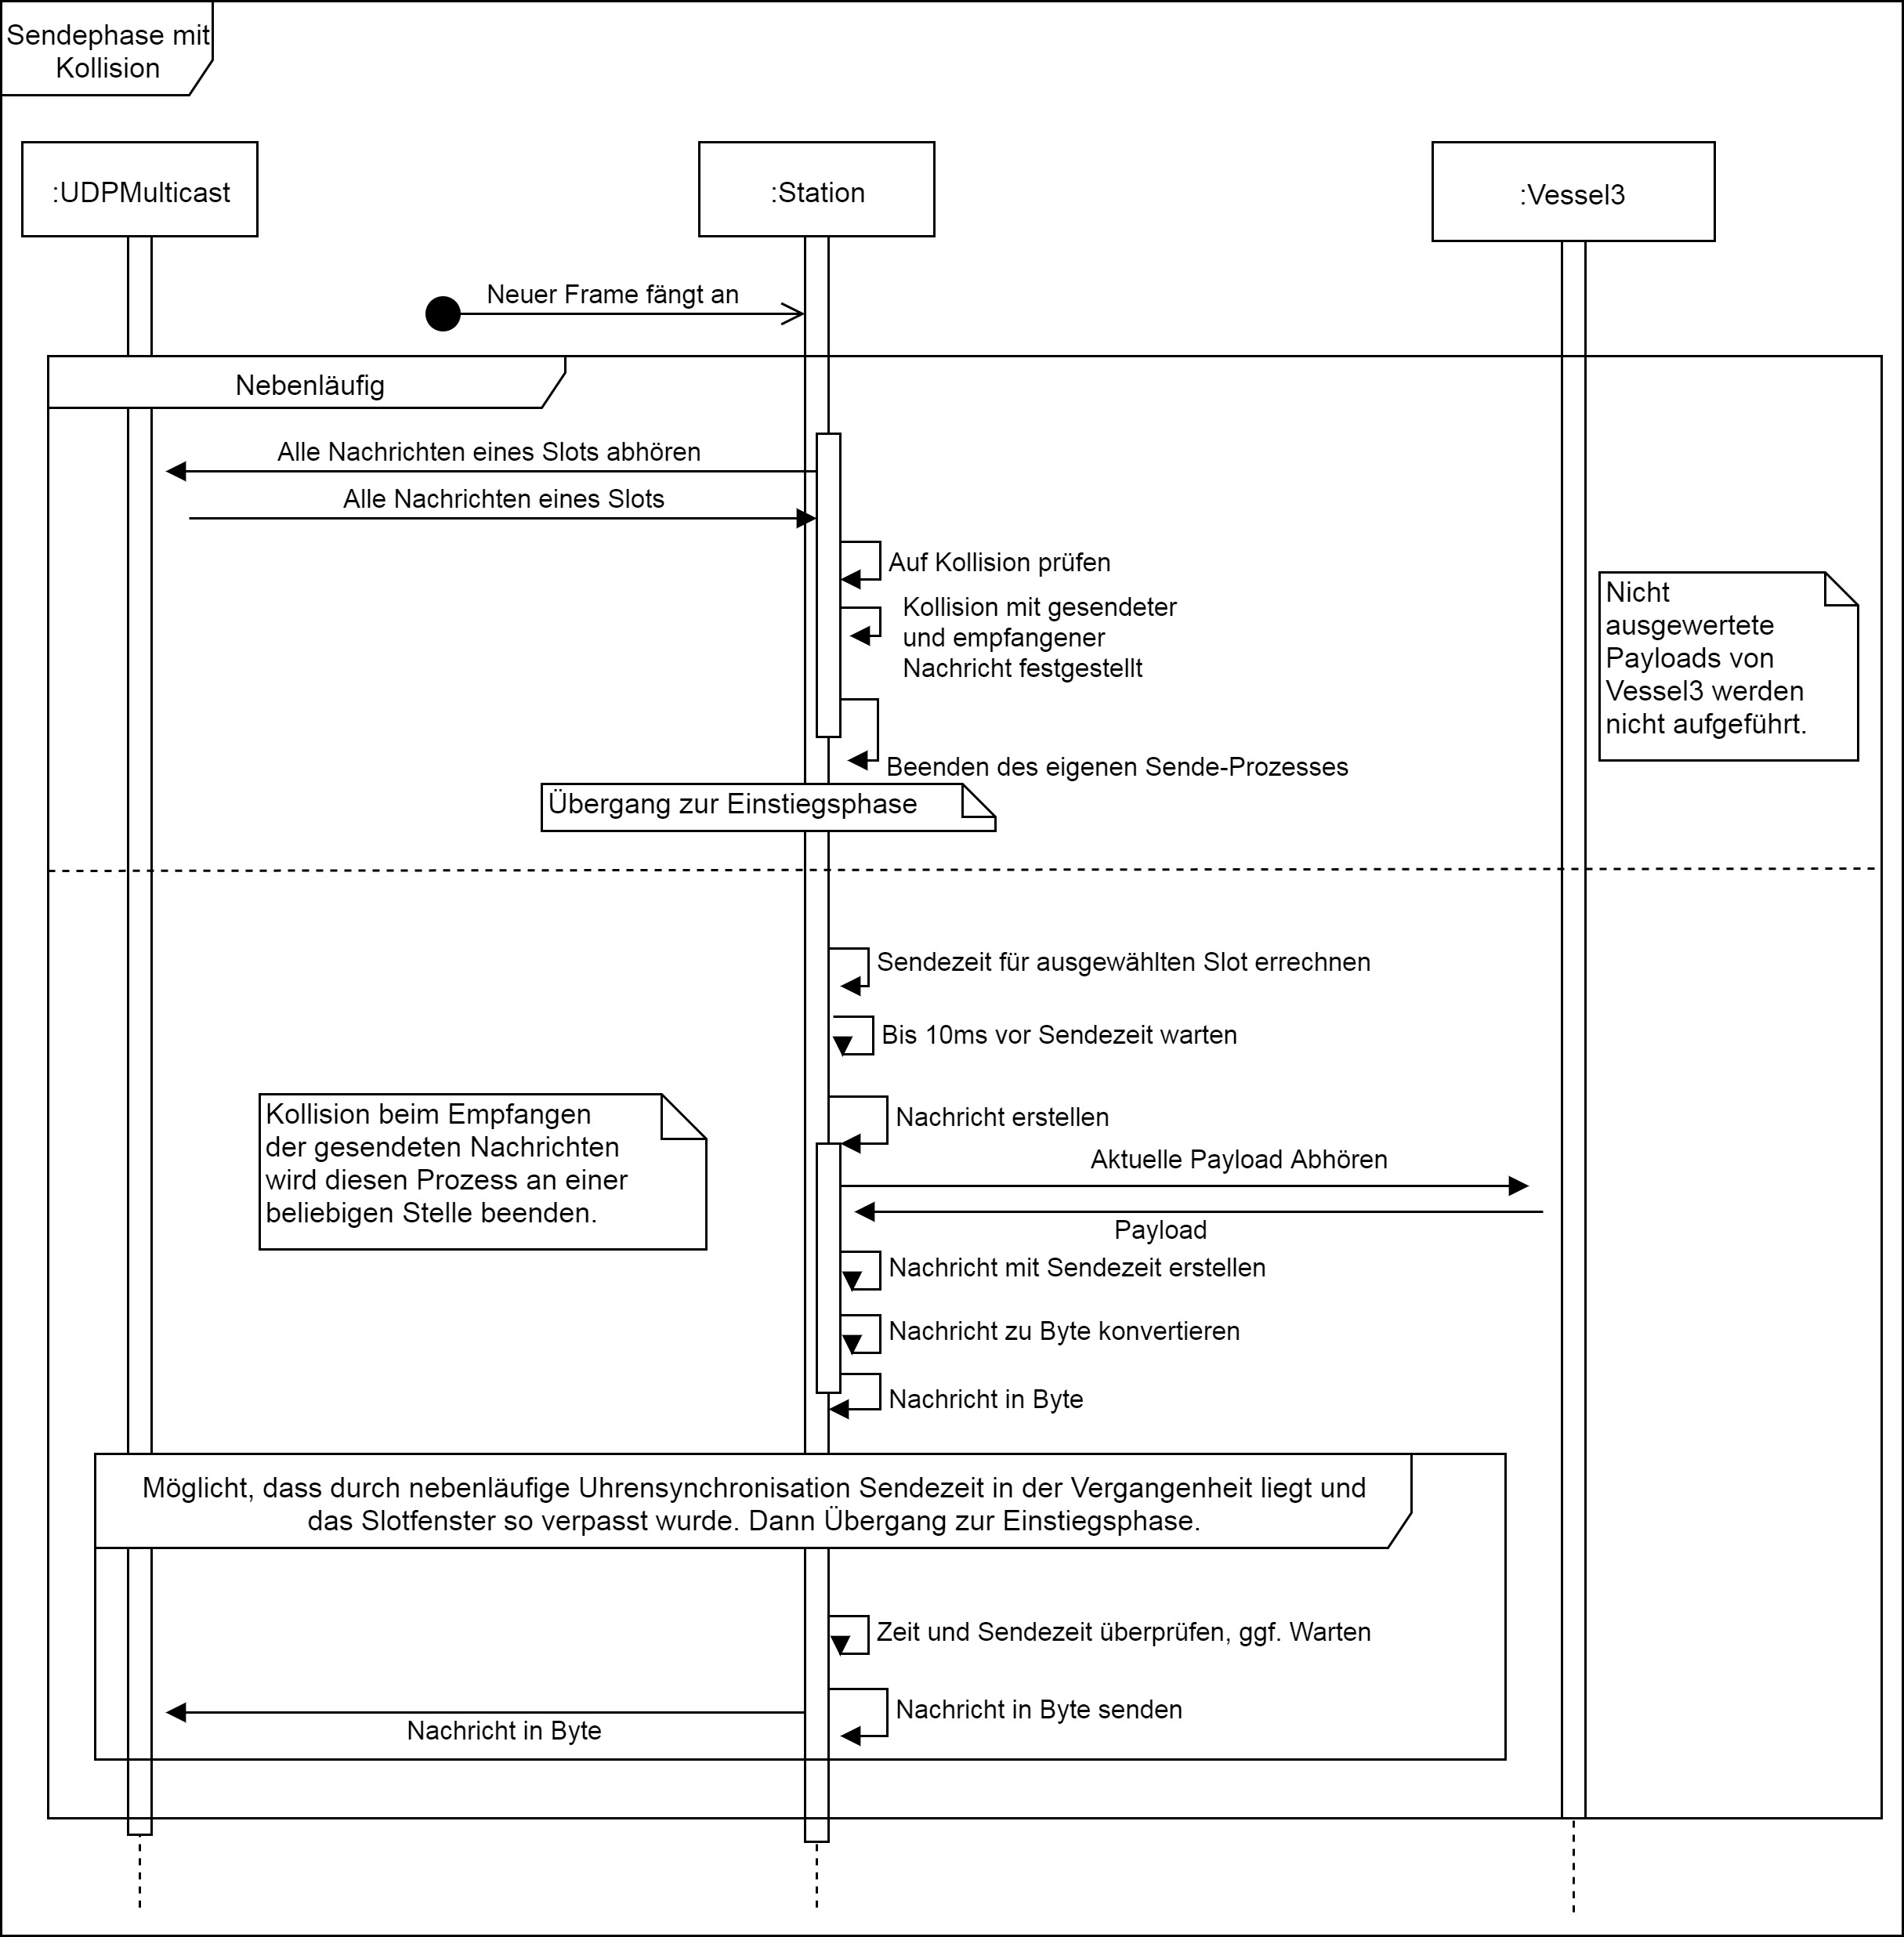 Sendephase mit
Kollision
:UDPMulticast
:Station
:Vessel3
Neuer Frame fängt an
Nebenläufig
Alle Nachrichten eines Slots abhören
Alle Nachrichten eines Slots
Auf Kollision prüfen
Kollision mit gesendeter
und empfangener
Nachricht festgestellt
Nicht
ausgewertete
Payloads von
Vessel3 werden
nicht aufgeführt.
Beenden des eigenen Sende-Prozesses
Übergang zur Einstiegsphase
Sendezeit für ausgewählten Slot errechnen
Bis 10ms vor Sendezeit warten
Kollision beim Empfangen
der gesendeten Nachrichten
wird diesen Prozess an einer
beliebigen Stelle beenden.
Nachricht erstellen
Aktuelle Payload Abhören
Payload
Nachricht mit Sendezeit erstellen
Nachricht zu Byte konvertieren
Nachricht in Byte
Möglicht, dass durch nebenläufige Uhrensynchronisation Sendezeit in der Vergangenheit liegt und
das Slotfenster so verpasst wurde. Dann Übergang zur Einstiegsphase.
Zeit und Sendezeit überprüfen, ggf. Warten
Nachricht in Byte senden
Nachricht in Byte